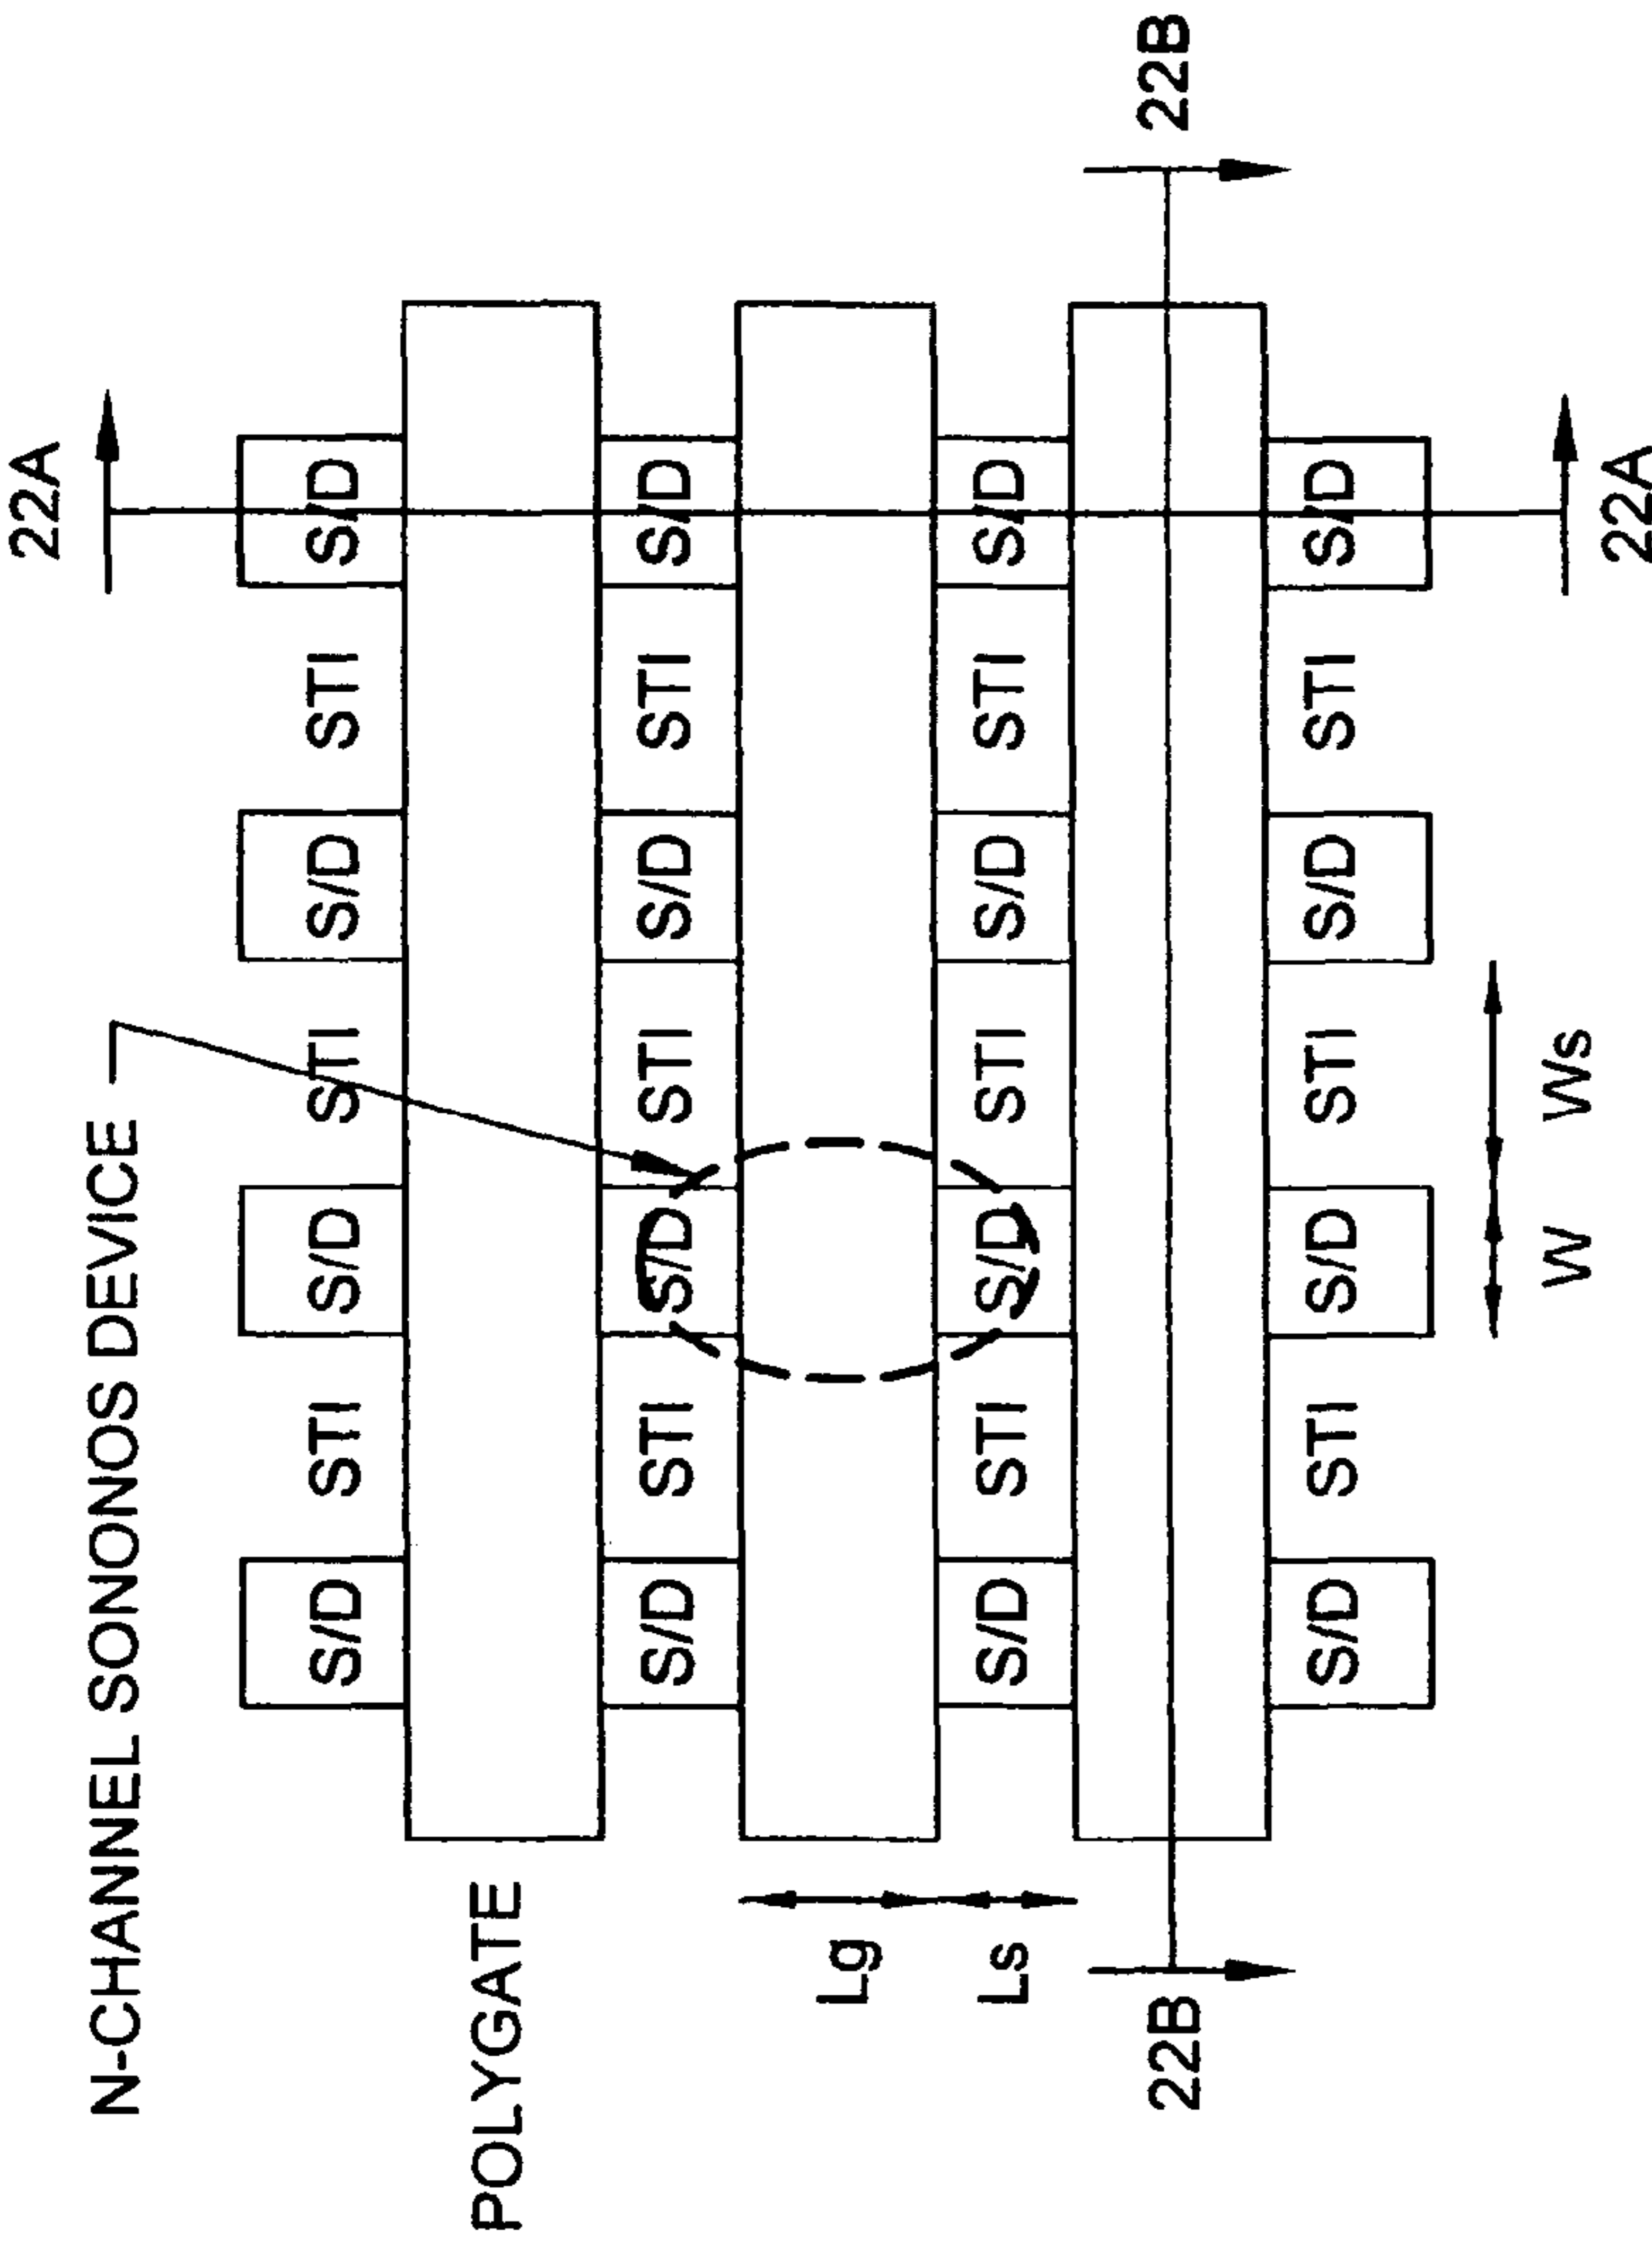 22A
N-CHANNEL SONONOS DEVICE
S/D STI S/D STI S/D STI S/D
POLYGATE
S/D STI S/D STI S/D STI S/D
Lg
Ls
S/D STI S/D STI S/D STI S/D
22B
22B
S/D STI S/D STI S/D STI S/D
W
Ws
22A